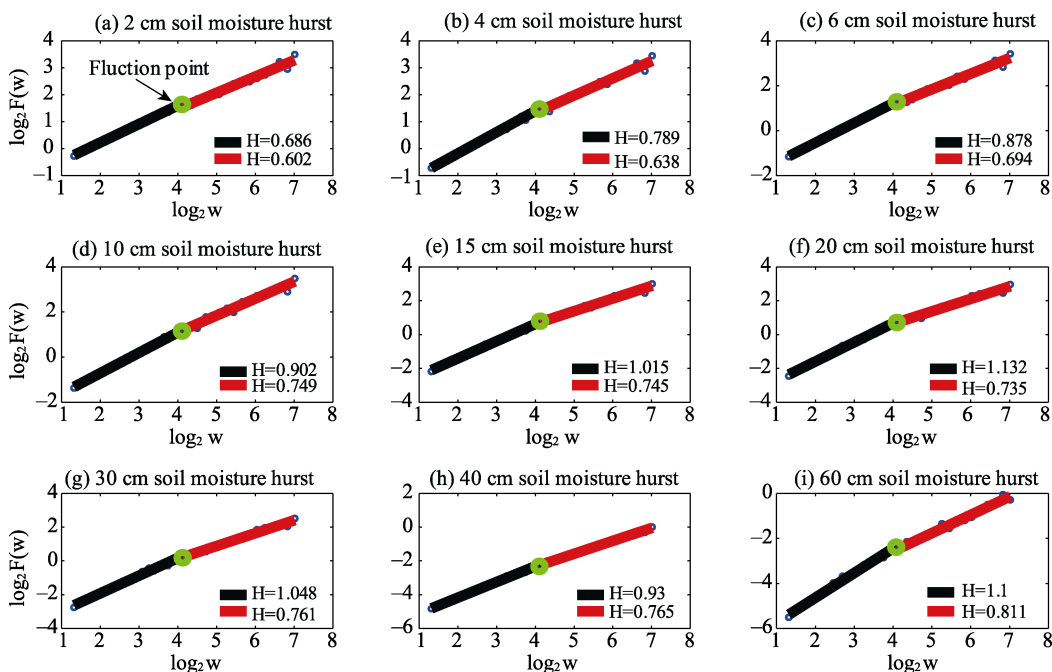 (a) 2 cm soil moisture hurst
log₂F(w)
4
3
2
1
0
−1
Fluction point
H=0.686
H=0.602
1 2 3 4 5 6 7 8
log₂ w
(b) 4 cm soil moisture hurst
4
3
2
1
0
−1
H=0.789
H=0.638
1 2 3 4 5 6 7 8
log₂ w
(c) 6 cm soil moisture hurst
4
2
0
−2
H=0.878
H=0.694
1 2 3 4 5 6 7 8
log₂ w
(d) 10 cm soil moisture hurst
log₂F(w)
4
2
0
−2
H=0.902
H=0.749
1 2 3 4 5 6 7 8
log₂ w
(e) 15 cm soil moisture hurst
4
2
0
−2
−4
H=1.015
H=0.745
1 2 3 4 5 6 7 8
log₂ w
(f) 20 cm soil moisture hurst
4
2
0
−2
−4
H=1.132
H=0.735
1 2 3 4 5 6 7 8
log₂ w
(g) 30 cm soil moisture hurst
log₂F(w)
4
2
0
−2
−4
H=1.048
H=0.761
1 2 3 4 5 6 7 8
log₂ w
(h) 40 cm soil moisture hurst
2
0
−2
−4
−6
H=0.93
H=0.765
1 2 3 4 5 6 7 8
log₂ w
(i) 60 cm soil moisture hurst
0
−2
−4
−6
H=1.1
H=0.811
1 2 3 4 5 6 7 8
log₂ w